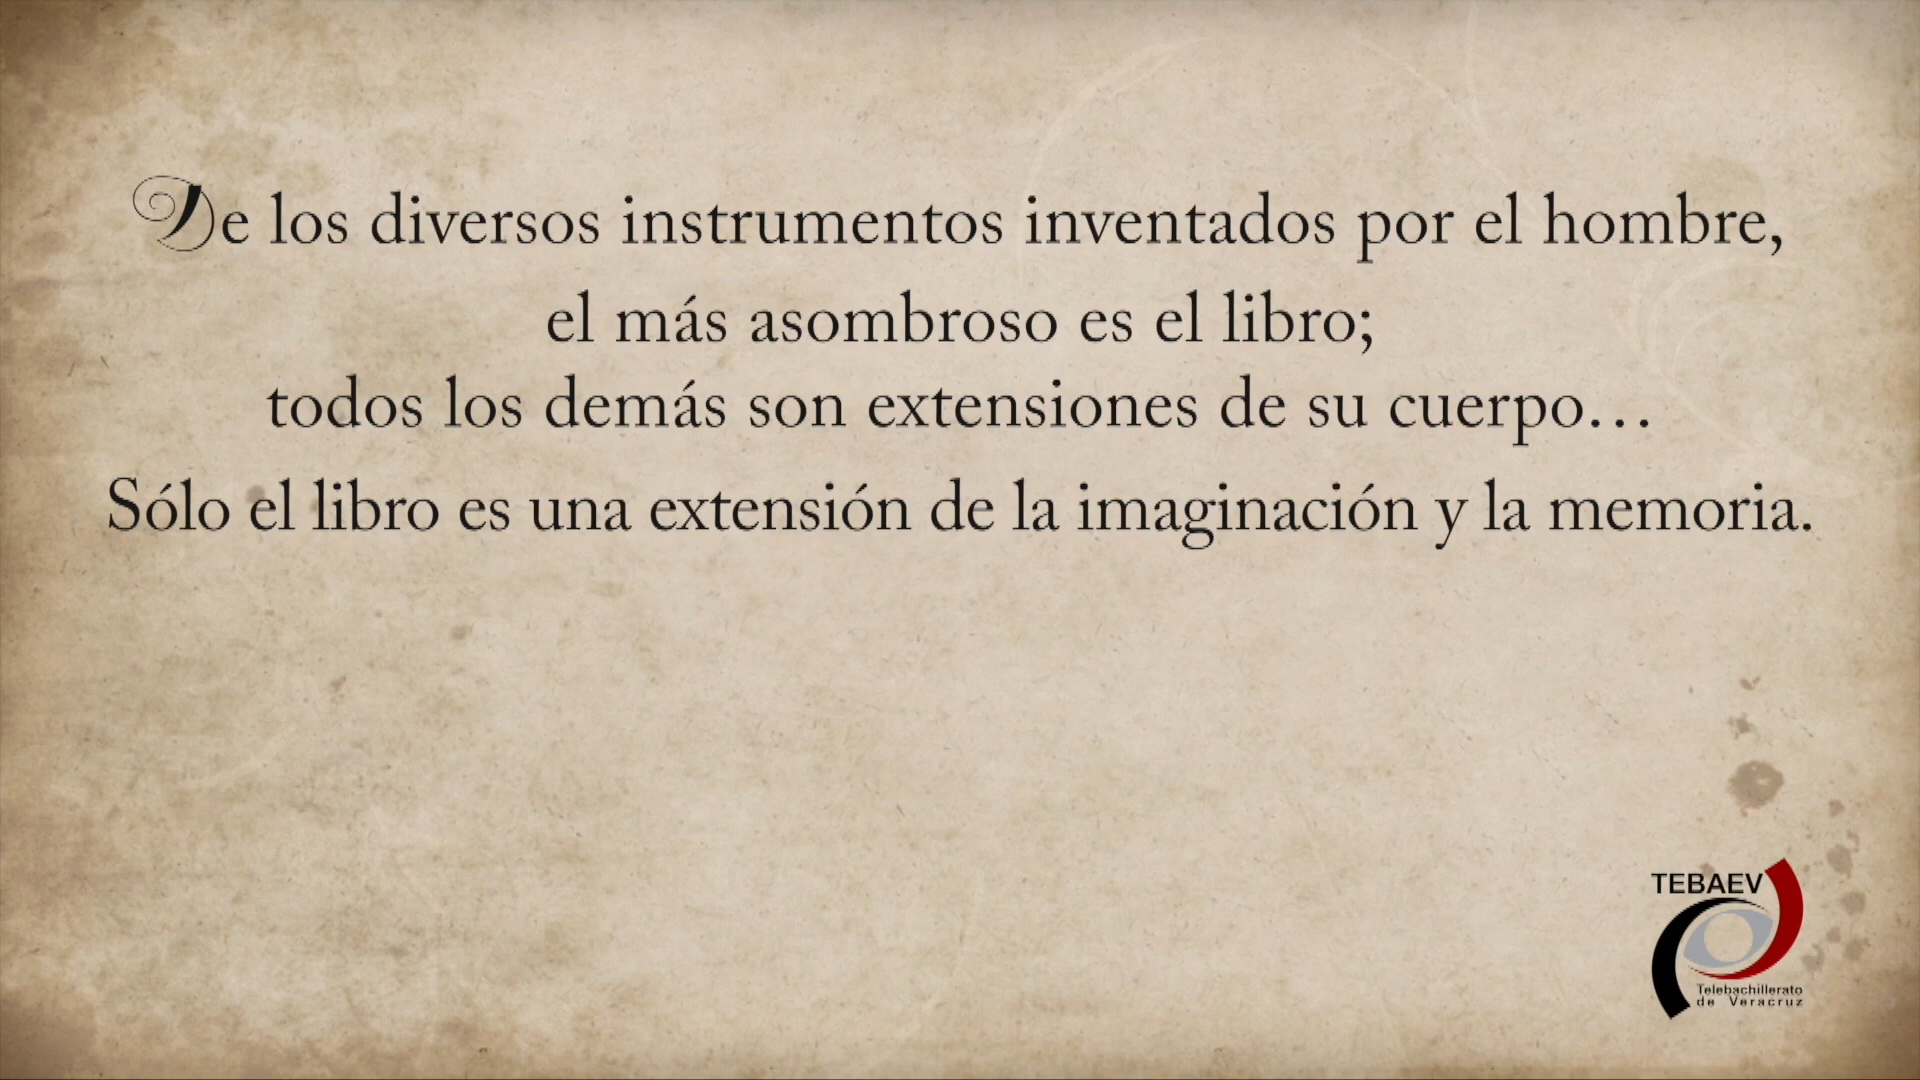 De los diversos instrumentos inventados por el hombre,
el más asombroso es el libro;
todos los demás son extensiones de su cuerpo…
Sólo el libro es una extensión de la imaginación y la memoria.
TEBAEV
Telebachillerato
de Veracruz